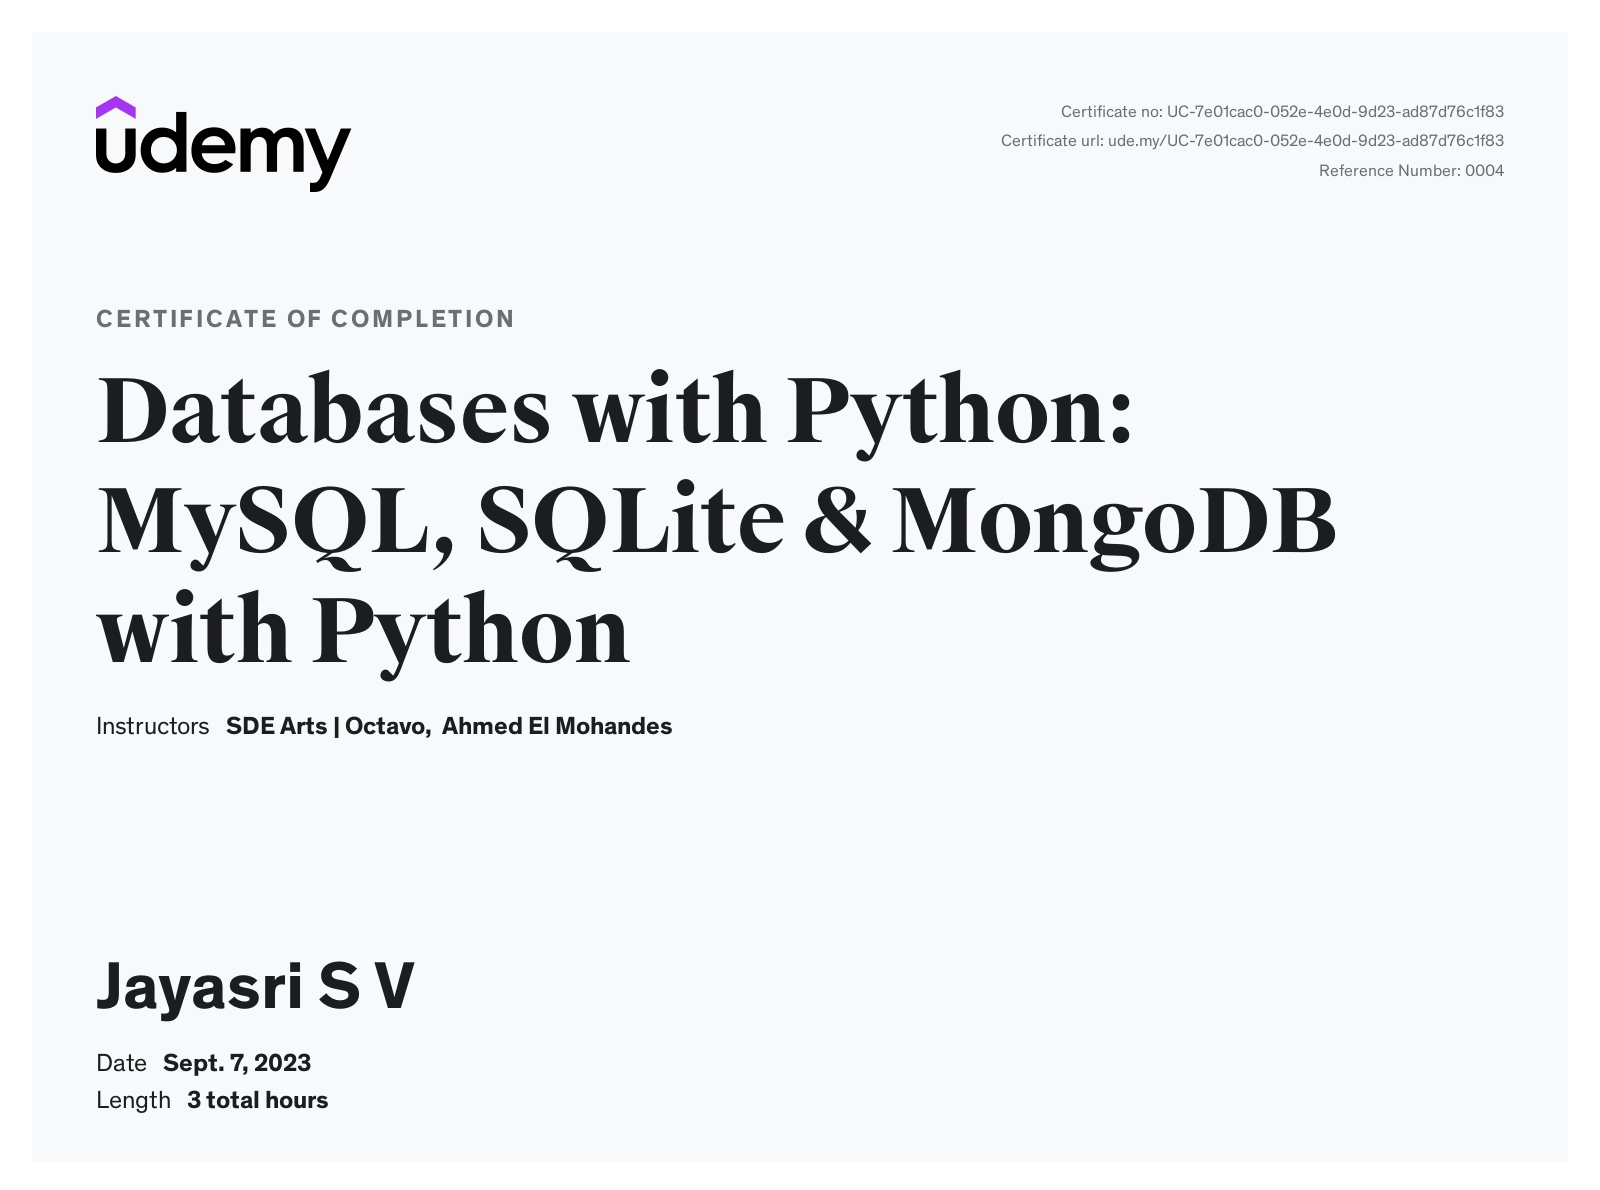 udemy
Certificate no: UC-7e01cac0-052e-4e0d-9d23-ad87d76c1f83
Certificate url: ude.my/UC-7e01cac0-052e-4e0d-9d23-ad87d76c1f83
Reference Number: 0004
CERTIFICATE OF COMPLETION
Databases with Python:
MySQL, SQLite & MongoDB
with Python
Instructors SDE Arts | Octavo, Ahmed El Mohandes
Jayasri S V
Date Sept. 7, 2023
Length 3 total hours